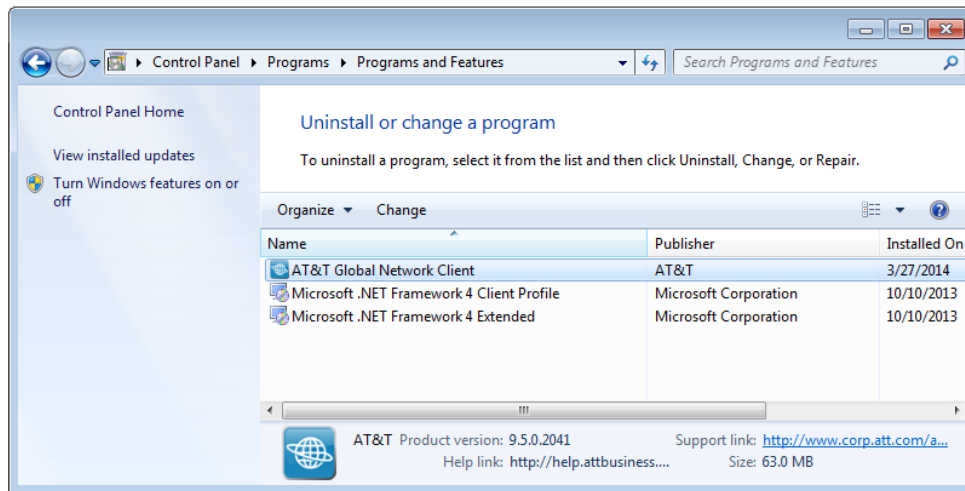 Control Panel Programs Programs and Features Search Programs and Features
Control Panel Home
View installed updates
Turn Windows features on or
off
Uninstall or change a program
To uninstall a program, select it from the list and then click Uninstall, Change, or Repair.
Organize Change
Name Publisher Installed On
AT&T Global Network Client AT&T 3/27/2014
Microsoft .NET Framework 4 Client Profile Microsoft Corporation 10/10/2013
Microsoft .NET Framework 4 Extended Microsoft Corporation 10/10/2013
AT&T Product version: 9.5.0.2041 Support link: http://www.corp.att.com/a...
Help link: http://help.attbusiness.... Size: 63.0 MB